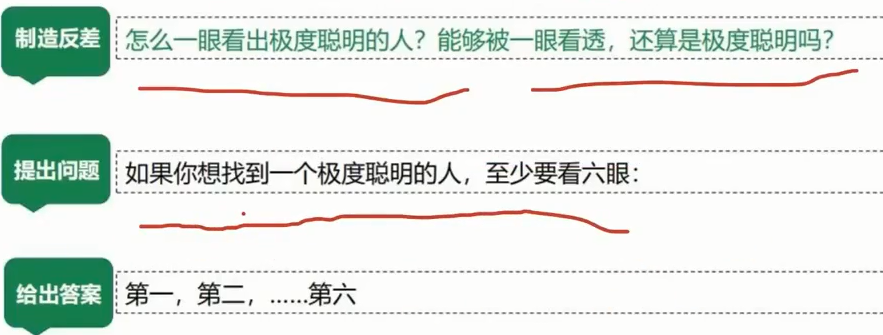 制造反差
怎么一眼看出极度聪明的人？能够被一眼看透，还算是极度聪明吗？
提出问题
如果你想找到一个极度聪明的人，至少要看六眼：
给出答案
第一，第二，……第六